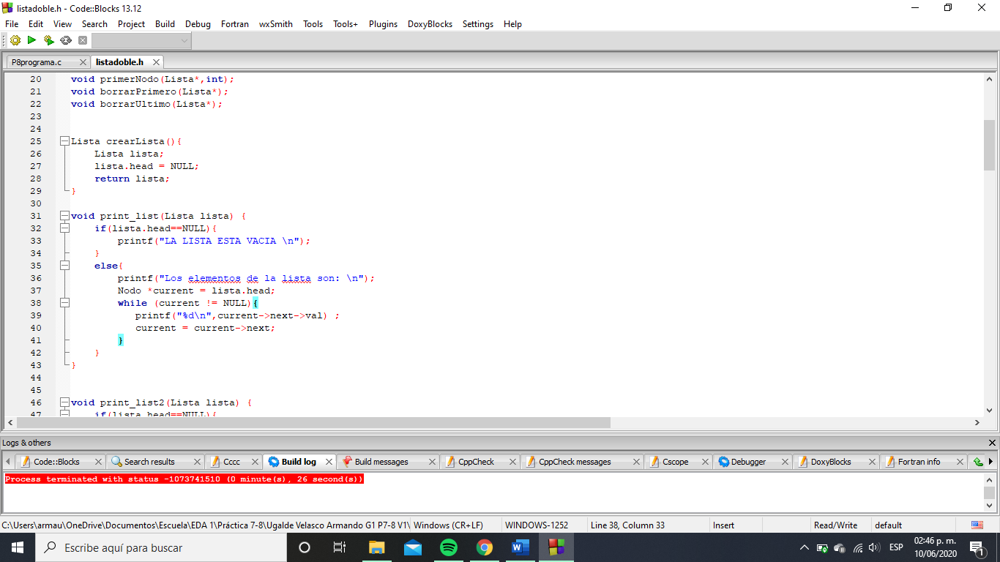 listadoble.h - Code::Blocks 13.12
File Edit View Search Project Build Debug Fortran wxSmith Tools Tools+ Plugins DoxyBlocks Settings Help
P8programa.c listadoble.h
20 void primerNodo(Lista*,int);
21 void borrarPrimero(Lista*);
22 void borrarUltimo(Lista*);
23
24
25 Lista crearLista(){
26 Lista lista;
27 lista.head = NULL;
28 return lista;
29 }
30
31 void print_list(Lista lista) {
32 if(lista.head==NULL){
33 printf("LA LISTA ESTA VACIA \n");
34 }
35 else{
36 printf("Los elementos de la lista son: \n");
37 Nodo *current = lista.head;
38 while (current != NULL){
39 printf("%d\n",current->next->val) ;
40 current = current->next;
41 }
42 }
43 }
44
45
46 void print_list2(Lista lista) {
47 if(lista.head==NULL){
Logs & others
Code::Blocks Search results Cccc Build log Build messages CppCheck CppCheck messages Cscope Debugger DoxyBlocks Fortran info
Process terminated with status -1073741510 (0 minute(s), 26 second(s))
C:\Users\armau\OneDrive\Documentos\Escuela\EDA 1\Práctica 7-8\Ugalde Velasco Armando G1 P7-8 V1\ Windows (CR+LF) WINDOWS-1252 Line 38, Column 33 Insert Read/Write default
Escribe aquí para buscar
ESP
02:46 p. m.
10/06/2020
1